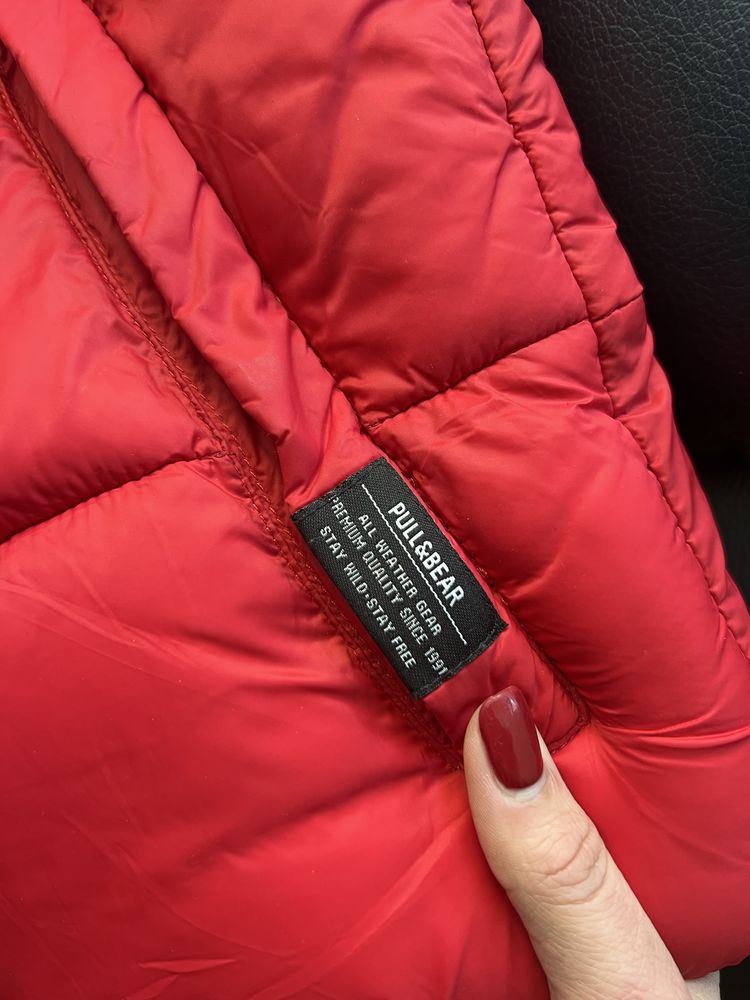 PULL&BEAR
ALL WEATHER GEAR
PREMIUM QUALITY SINCE 1991
STAY WILD·STAY FREE